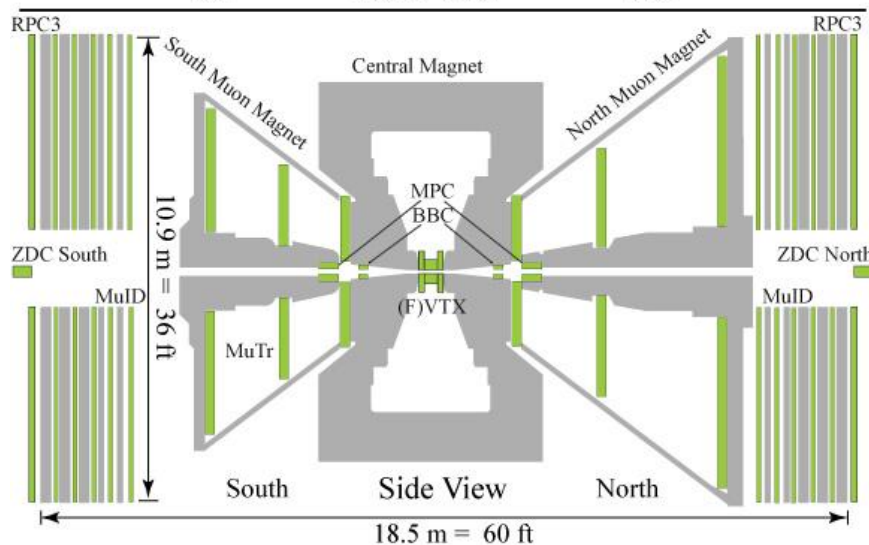 RPC3
RPC3
South Muon Magnet
Central Magnet
North Muon Magnet
MPC
BBC
10.9 m = 36 ft
ZDC South
ZDC North
MuID
(F)VTX
MuID
MuTr
South
Side View
North
18.5 m = 60 ft